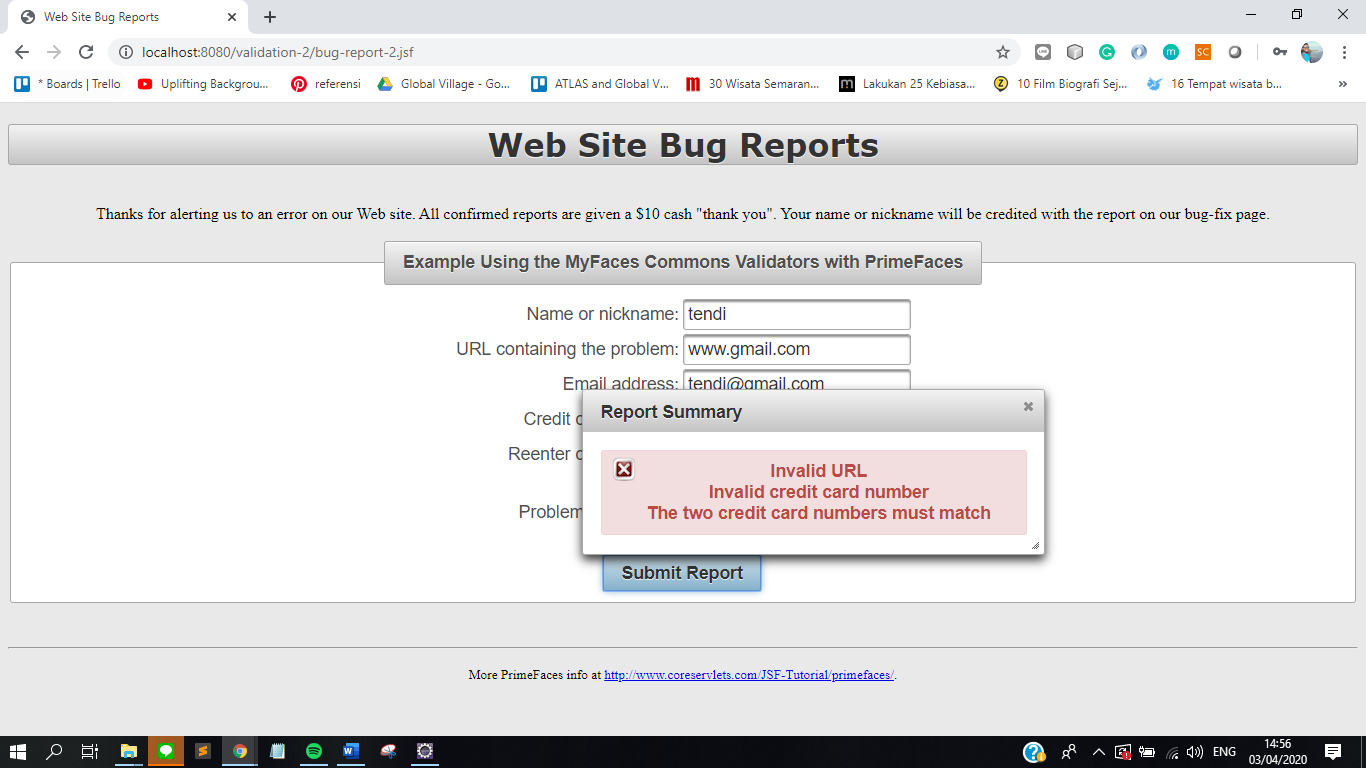 Web Site Bug Reports
localhost:8080/validation-2/bug-report-2.jsf
* Boards | Trello
Uplifting Backgrou...
referensi
Global Village - Go...
ATLAS and Global V...
30 Wisata Semaran...
Lakukan 25 Kebiasa...
10 Film Biografi Sej...
16 Tempat wisata b...
Web Site Bug Reports
Thanks for alerting us to an error on our Web site. All confirmed reports are given a $10 cash "thank you". Your name or nickname will be credited with the report on our bug-fix page.
Example Using the MyFaces Commons Validators with PrimeFaces
Name or nickname: tendi
URL containing the problem: www.gmail.com
Email address: tendi@gmail.com
Credit
Reenter
Problem
Report Summary
Invalid URL
Invalid credit card number
The two credit card numbers must match
Submit Report
More PrimeFaces info at http://www.coreservlets.com/JSF-Tutorial/primefaces/.
ENG
14:56
03/04/2020